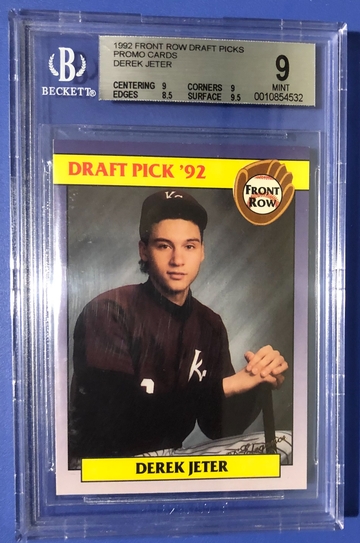 1992 FRONT ROW DRAFT PICKS
PROMO CARDS
DEREK JETER
B
BECKETT®
CENTERING 9 CORNERS 9
EDGES 8.5 SURFACE 9.5
9
MINT
0010854532
DRAFT PICK '92
FRONT
ROW
K
DEREK JETER